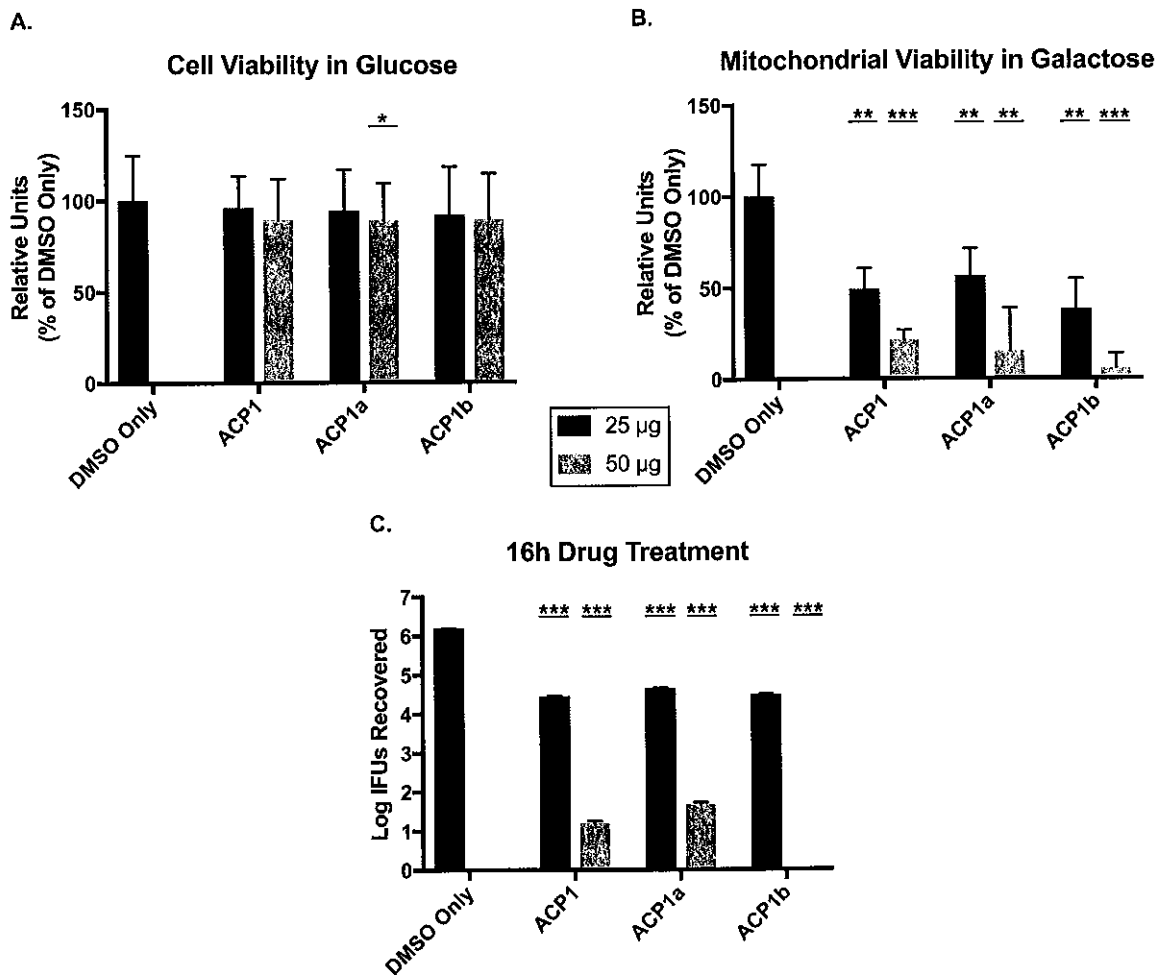 A.
Cell Viability in Glucose
Relative Units
(% of DMSO Only)
150
100
50
0
*
DMSO Only
ACP1
ACP1a
ACP1b
B.
Mitochondrial Viability in Galactose
Relative Units
(% of DMSO Only)
150
100
50
0
** *** ** ** ** ***
DMSO Only
ACP1
ACP1a
ACP1b
25 µg
50 µg
C.
16h Drug Treatment
Log IFUs Recovered
7
6
5
4
3
2
1
0
*** *** *** *** *** ***
DMSO Only
ACP1
ACP1a
ACP1b